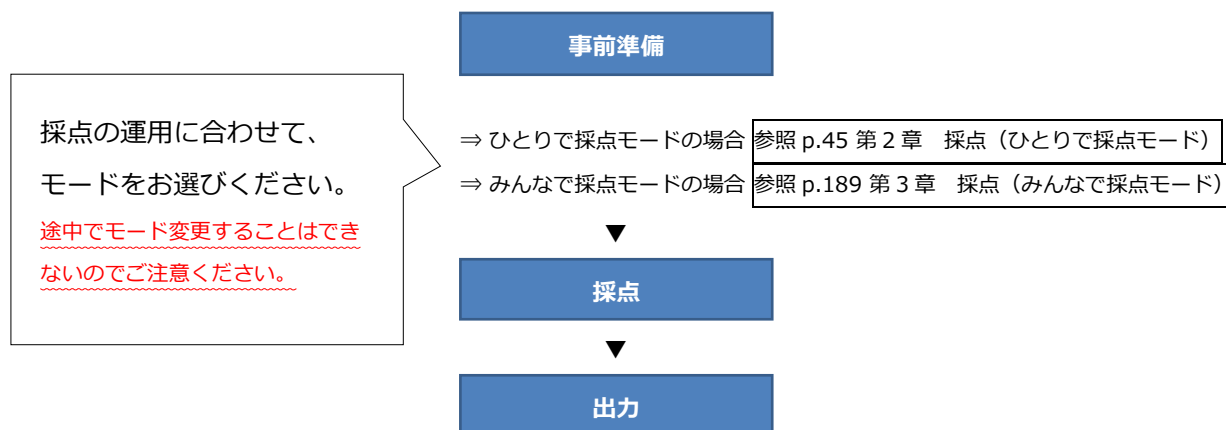 事前準備
採点の運用に合わせて、
モードをお選びください。
途中でモード変更することはでき
ないのでご注意ください。
⇒ ひとりで採点モードの場合 参照 p.45 第２章　採点（ひとりで採点モード）
⇒ みんなで採点モードの場合 参照 p.189 第３章　採点（みんなで採点モード）
▼
採点
▼
出力